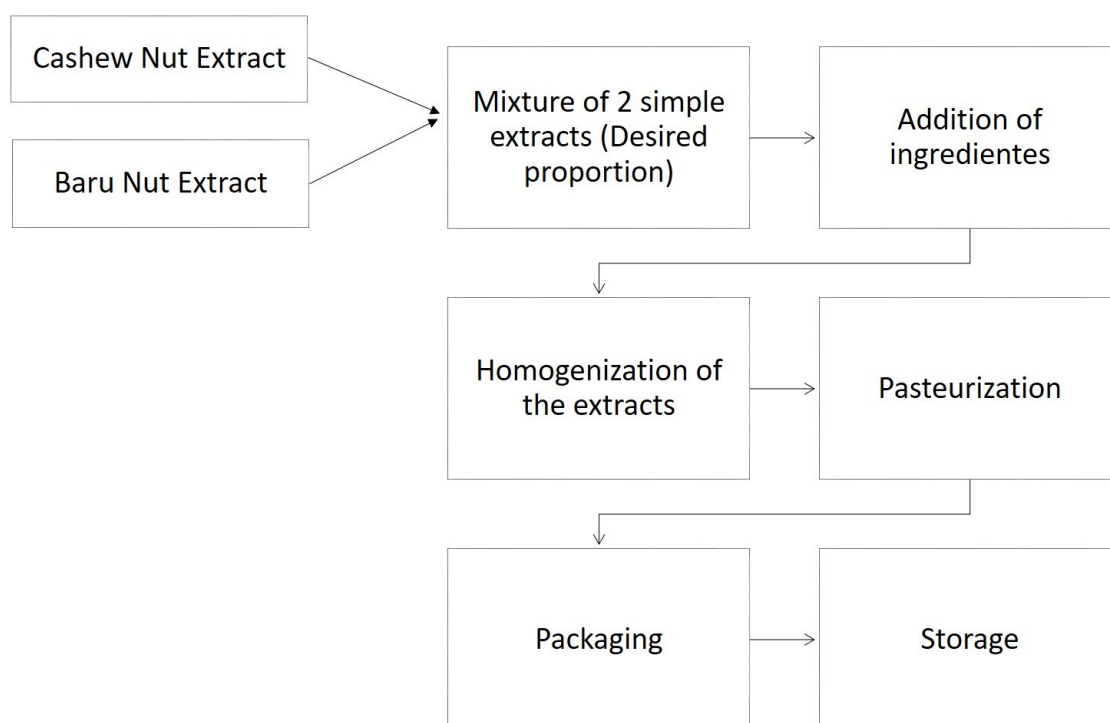 Cashew Nut Extract
Baru Nut Extract
Mixture of 2 simple
extracts (Desired
proportion)
Addition of
ingredientes
Homogenization of
the extracts
Pasteurization
Packaging
Storage